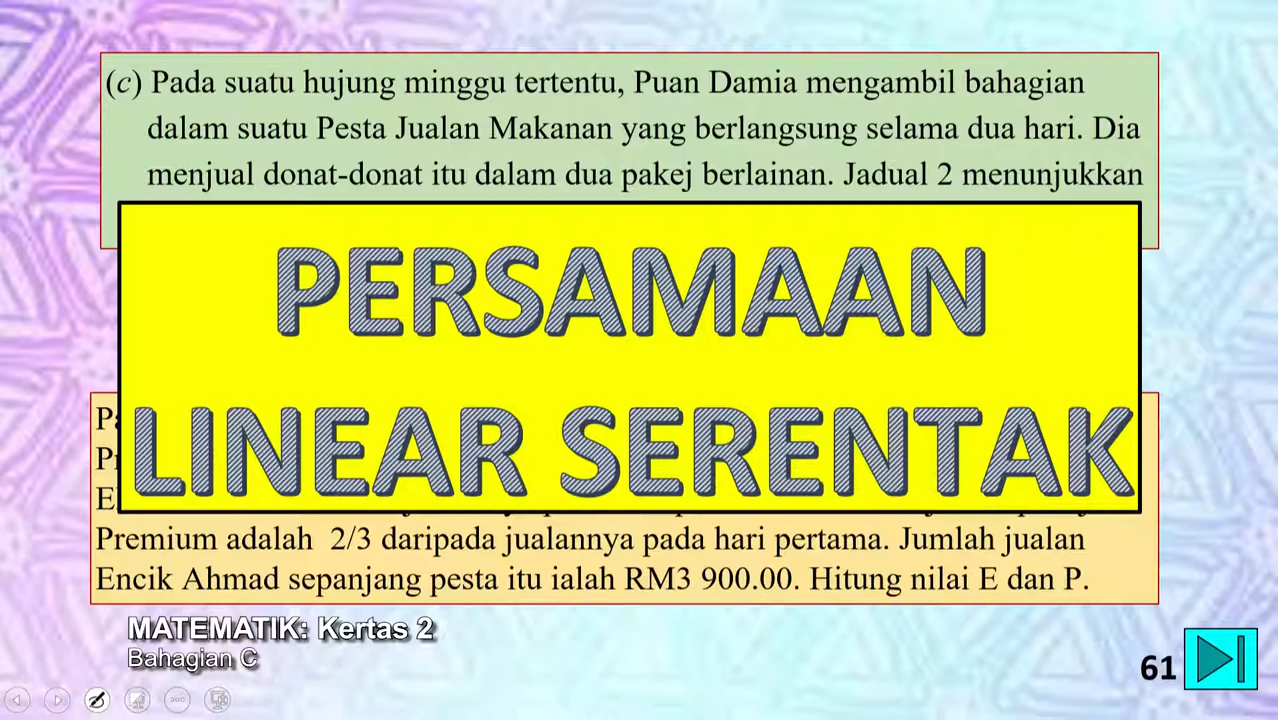 (c) Pada suatu hujung minggu tertentu, Puan Damia mengambil bahagian
dalam suatu Pesta Jualan Makanan yang berlangsung selama dua hari. Dia
menjual donat-donat itu dalam dua pakej berlainan. Jadual 2 menunjukkan
PERSAMAAN
LINEAR SERENTAK
Premium adalah 2/3 daripada jualannya pada hari pertama. Jumlah jualan
Encik Ahmad sepanjang pesta itu ialah RM3 900.00. Hitung nilai E dan P.
MATEMATIK: Kertas 2
Bahagian C
61